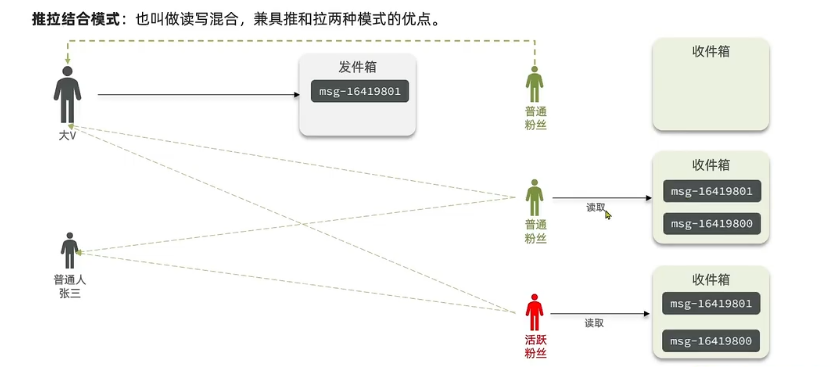 推拉结合模式：也叫做读写混合，兼具推和拉两种模式的优点。
发件箱
msg-16419801
大V
普通
粉丝
收件箱
普通
粉丝
读取
收件箱
msg-16419801
msg-16419800
普通人
张三
活跃
粉丝
读取
收件箱
msg-16419801
msg-16419800